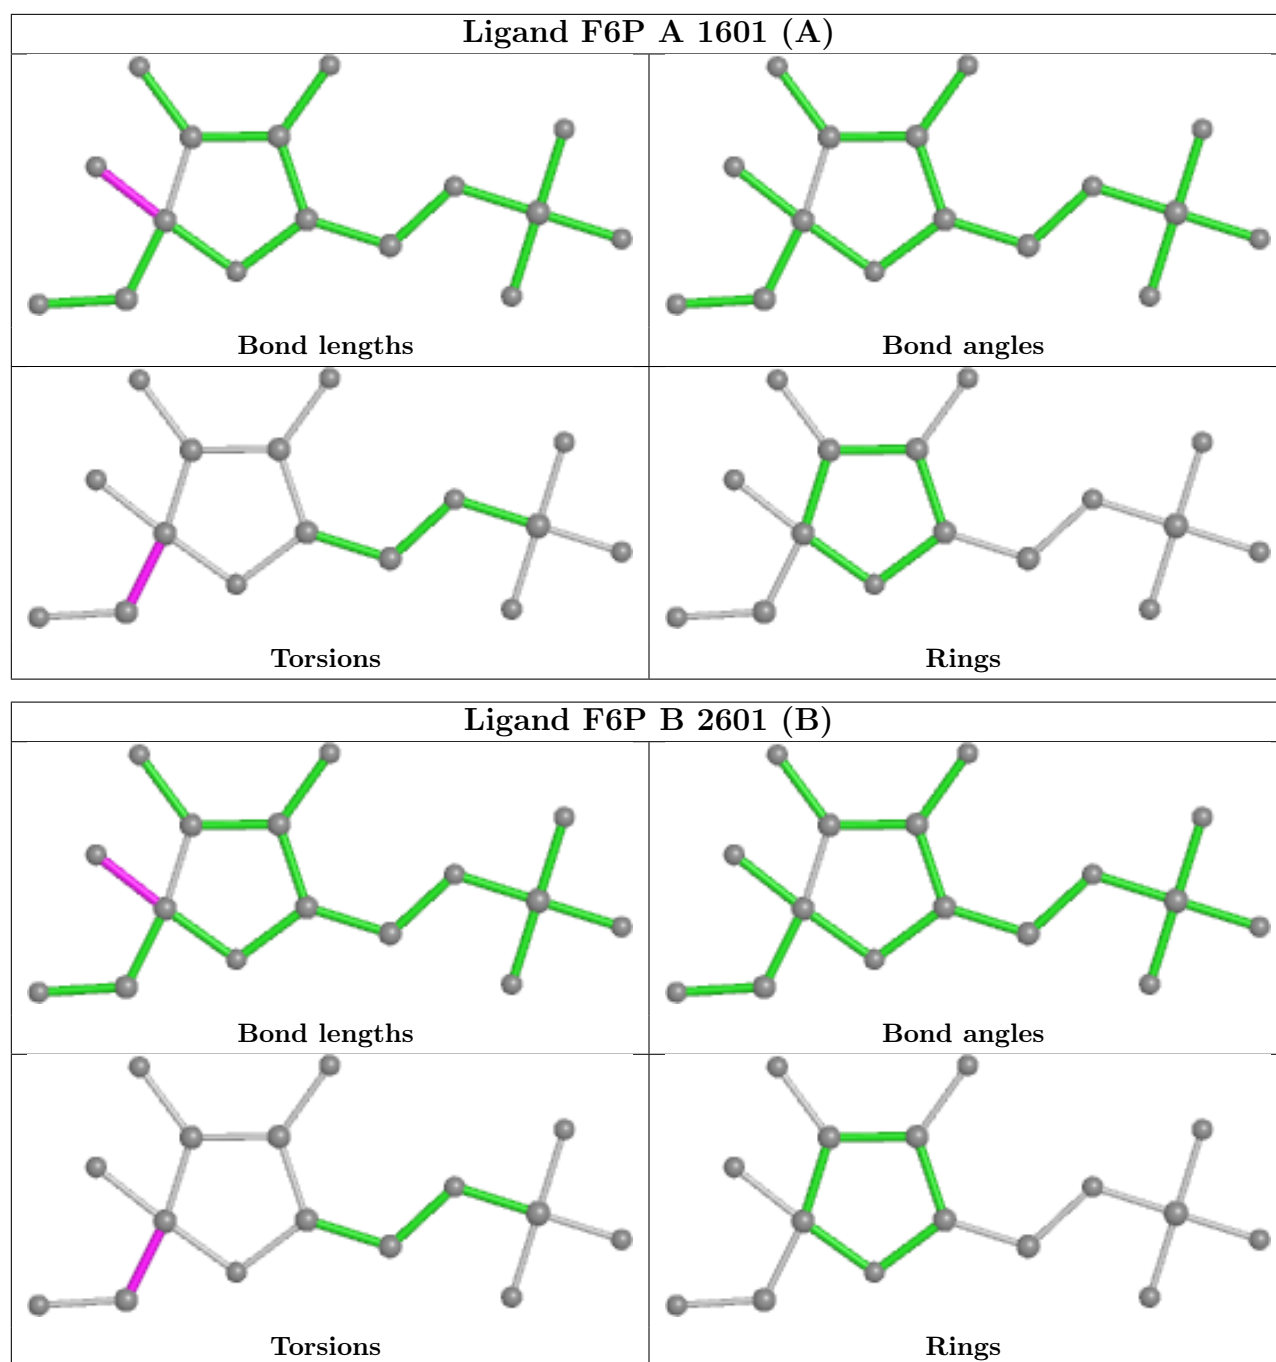 Ligand F6P A 1601 (A)
Bond lengths
Bond angles
Torsions
Rings
Ligand F6P B 2601 (B)
Bond lengths
Bond angles
Torsions
Rings